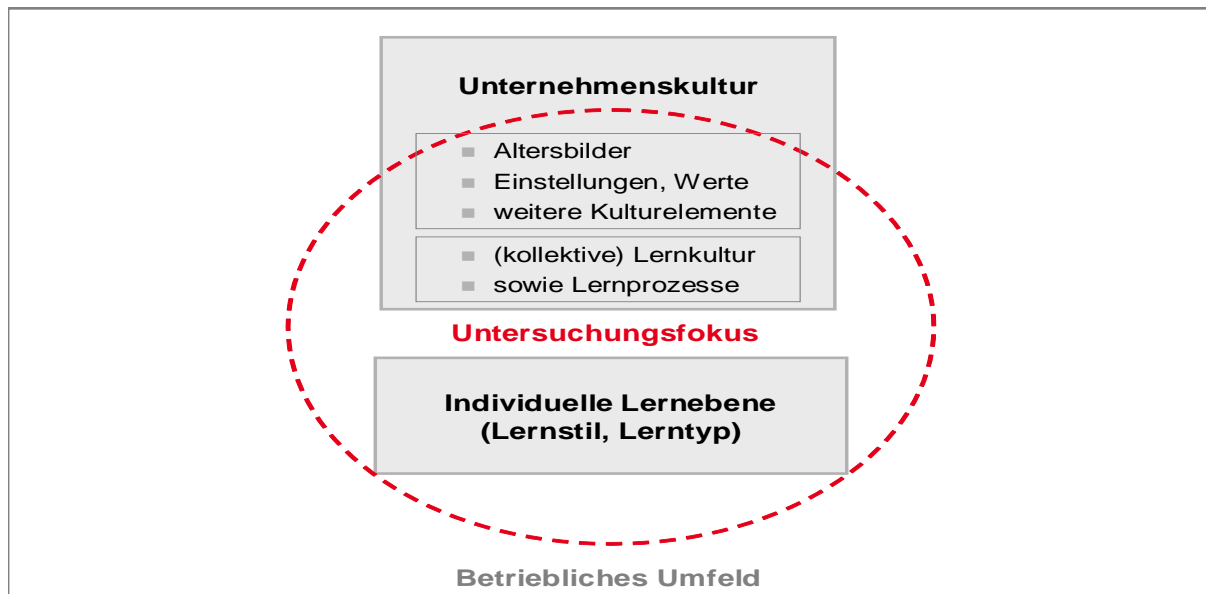 Unternehmenskultur
Altersbilder
Einstellungen, Werte
weitere Kulturelemente
(kollektive) Lernkultur
sowie Lernprozesse
Untersuchungsfokus
Individuelle Lernebene
(Lernstil, Lerntyp)
Betriebliches Umfeld